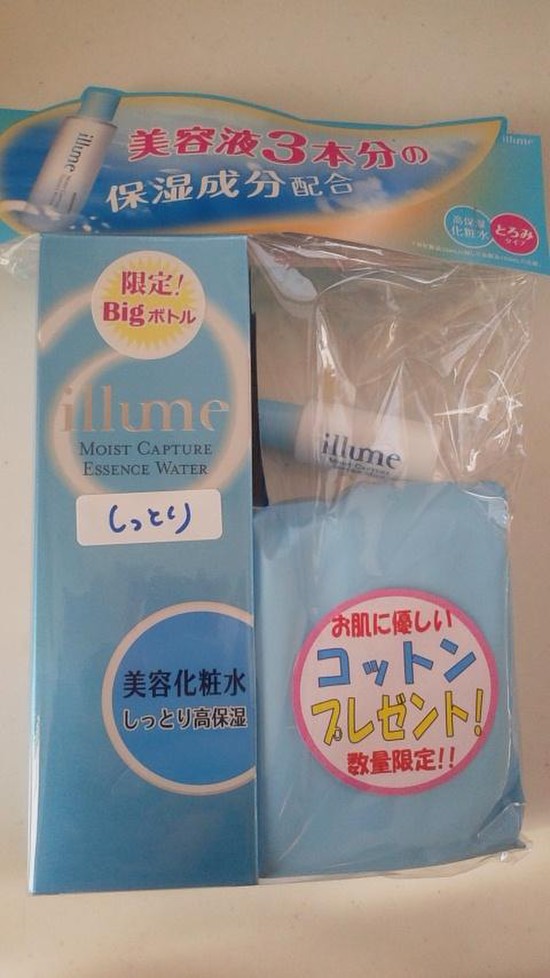 illume
美容液3本分の
保湿成分配合
illume
高保湿
化粧水
とろみ
タイプ
限定!
Bigボトル
illume
MOIST CAPTURE
ESSENCE WATER
しっとり
美容化粧水
しっとり高保湿
illume
MOIST CAPTURE
お肌に優しい
コットン
プレゼント!
数量限定!!